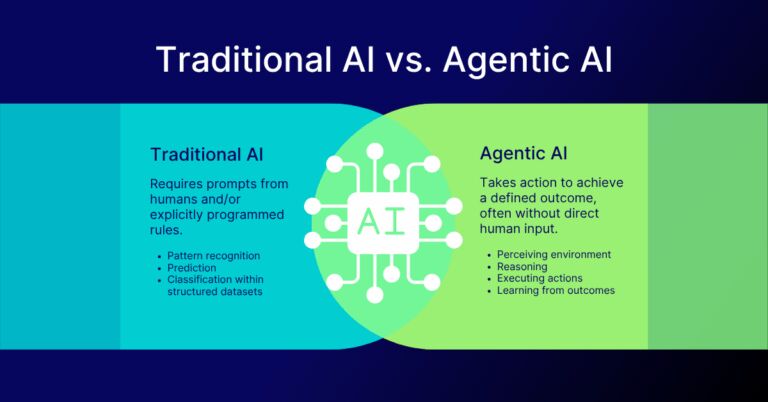 Traditional AI vs. Agentic AI
Traditional AI
Requires prompts from
humans and/or
explicitly programmed
rules.
• Pattern recognition
• Prediction
• Classification within
structured datasets
AI
Agentic AI
Takes action to achieve
a defined outcome,
often without direct
human input.
• Perceiving environment
• Reasoning
• Executing actions
• Learning from outcomes